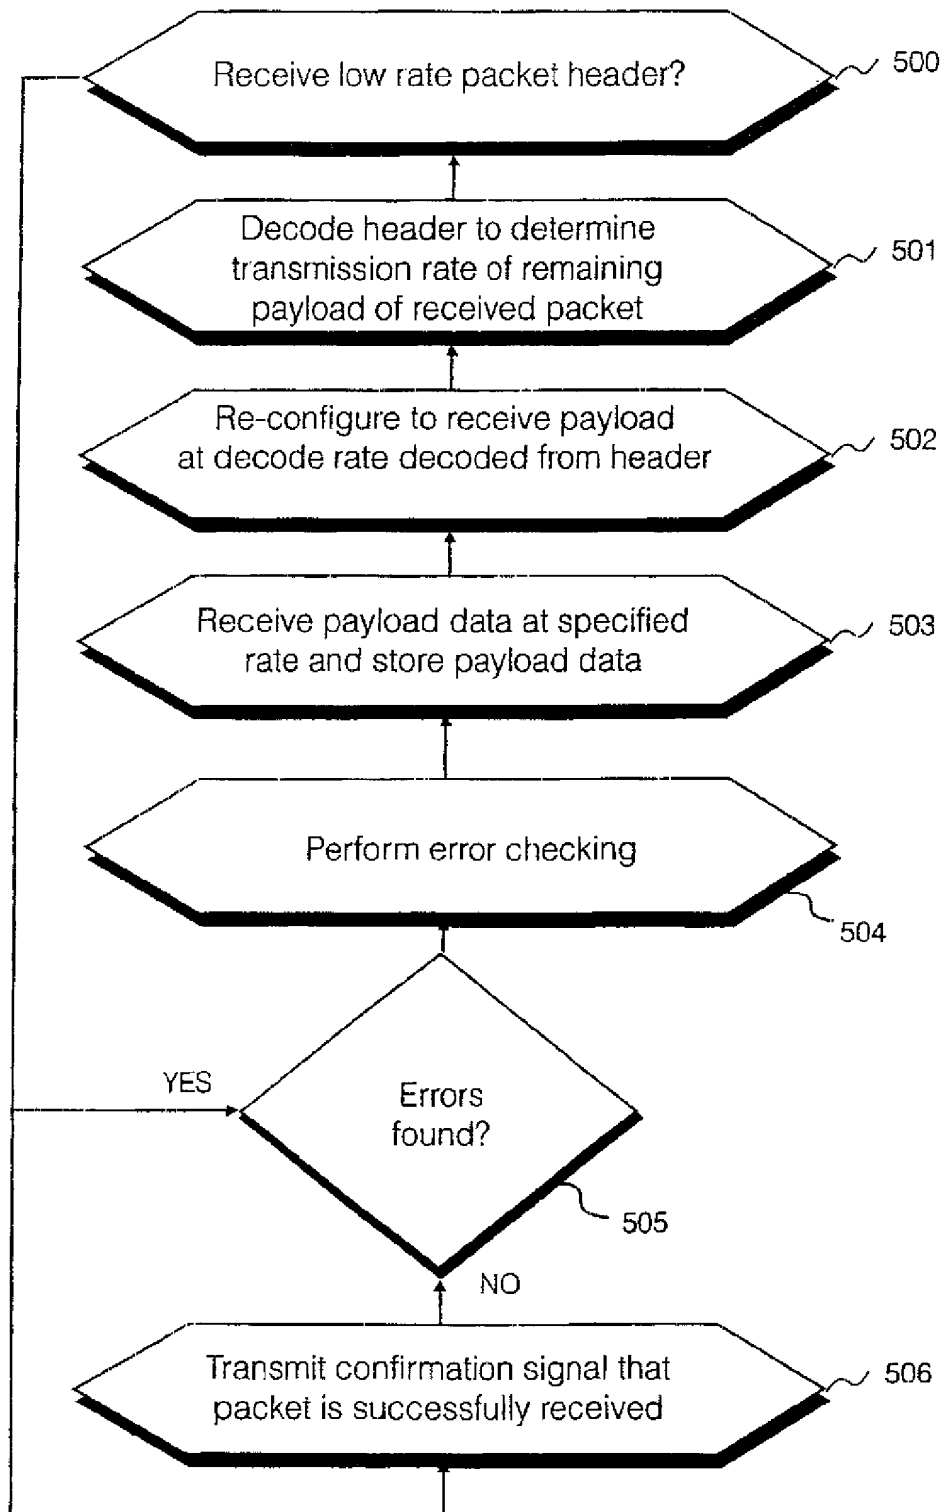 Receive low rate packet header?
500
Decode header to determine
transmission rate of remaining
payload of received packet
501
Re-configure to receive payload
at decode rate decoded from header
502
Receive payload data at specified
rate and store payload data
503
Perform error checking
504
YES
Errors
found?
505
NO
Transmit confirmation signal that
packet is successfully received
506